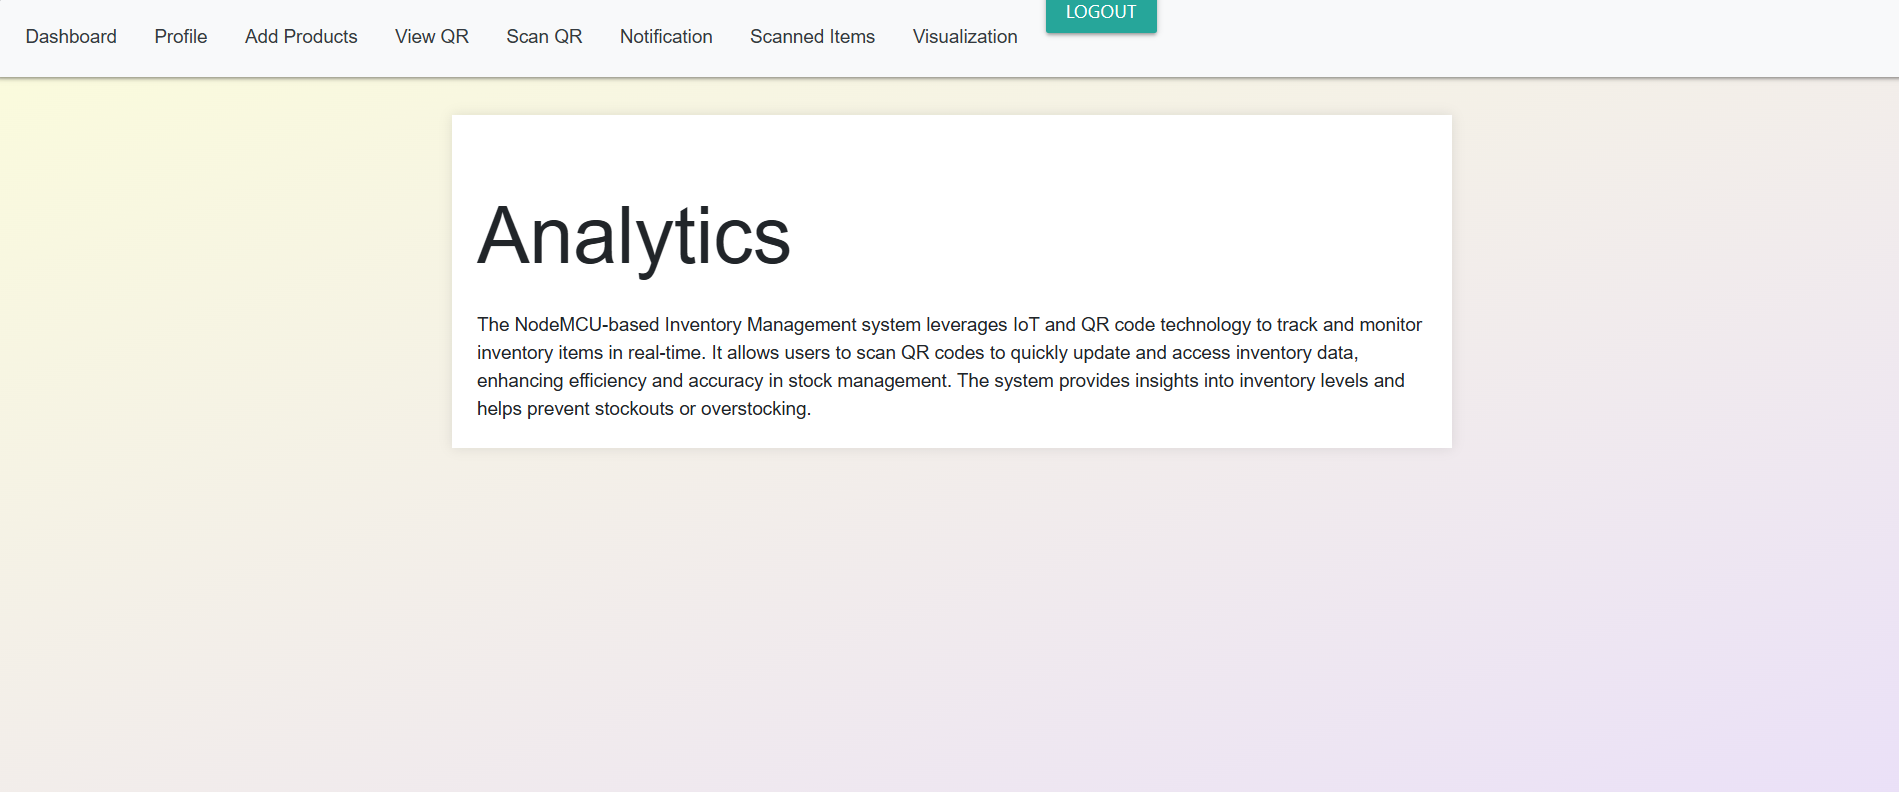 Dashboard Profile Add Products View QR Scan QR Notification Scanned Items Visualization LOGOUT
Analytics
The NodeMCU-based Inventory Management system leverages IoT and QR code technology to track and monitor
inventory items in real-time. It allows users to scan QR codes to quickly update and access inventory data,
enhancing efficiency and accuracy in stock management. The system provides insights into inventory levels and
helps prevent stockouts or overstocking.